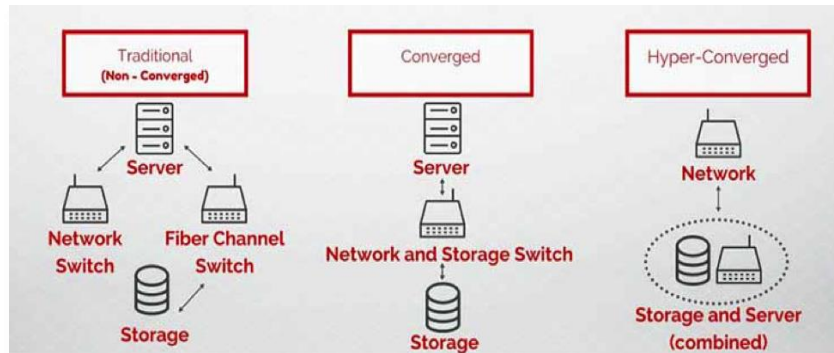 Traditional
(Non - Converged)
Server
Network
Switch
Fiber Channel
Switch
Storage
Converged
Server
Network and Storage Switch
Storage
Hyper-Converged
Network
Storage and Server
(combined)